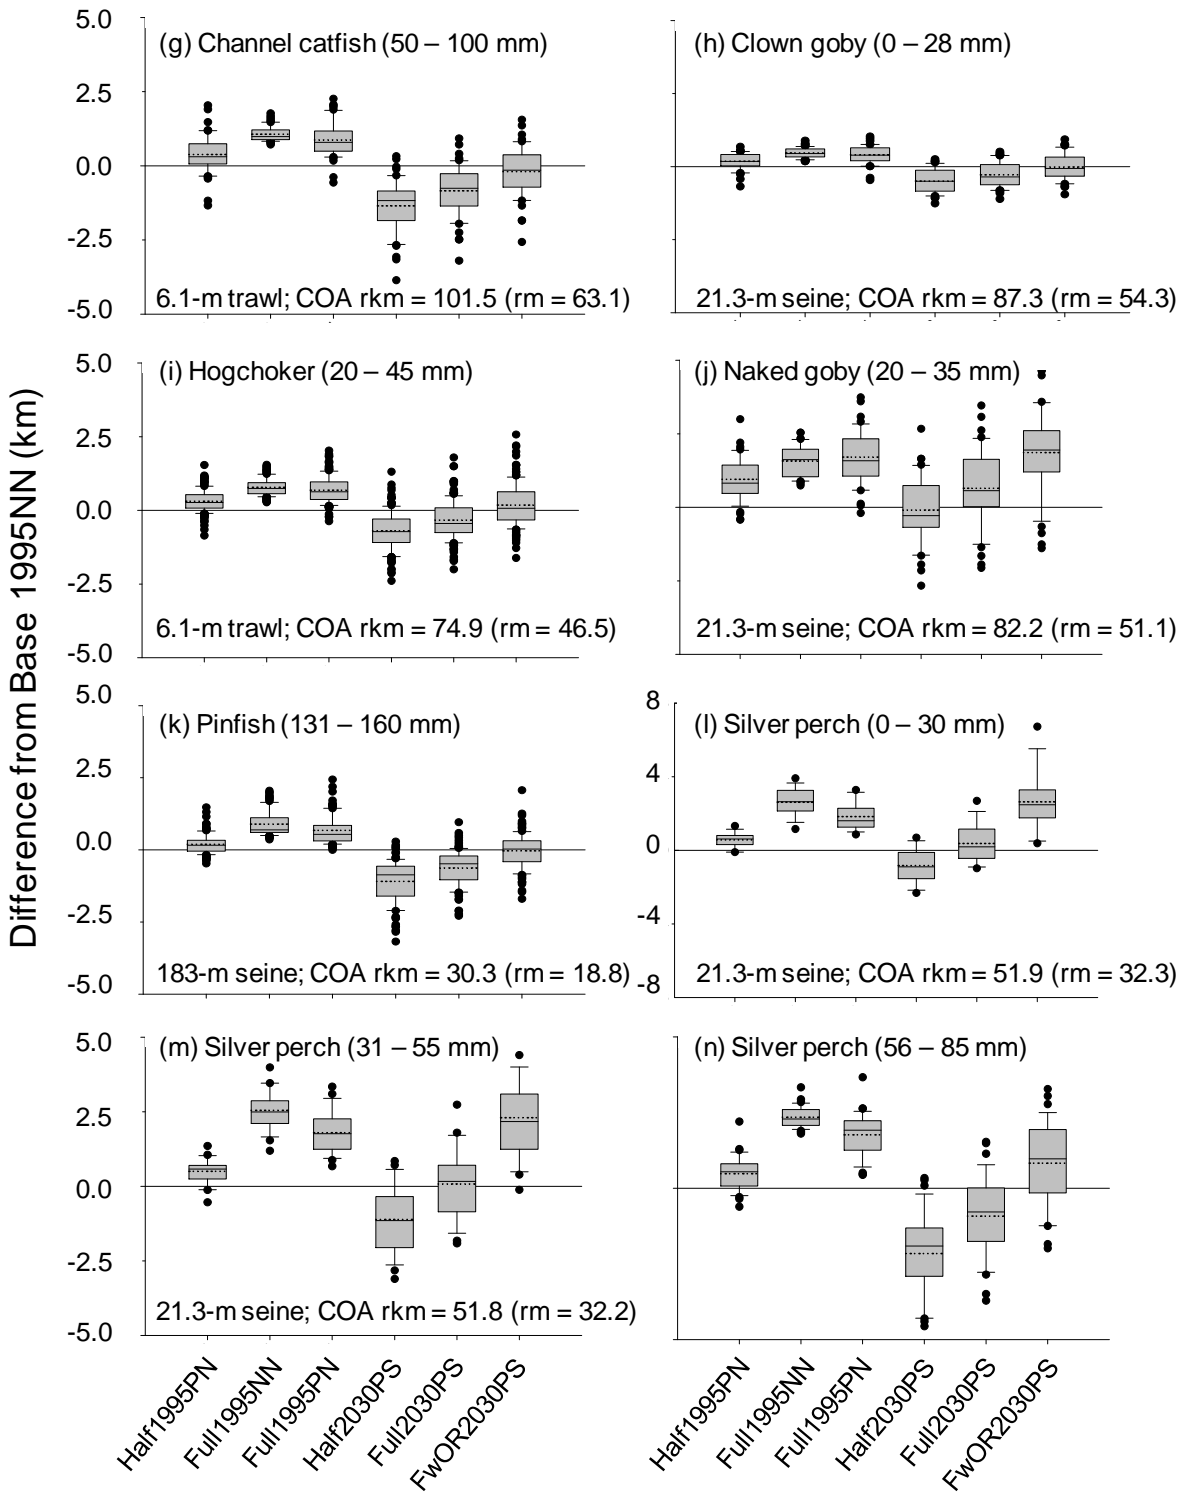 Difference from Base 1995NN (km)
5.0
2.5
0.0
-2.5
-5.0
(g) Channel catfish (50 – 100 mm)
6.1-m trawl; COA rkm = 101.5 (rm = 63.1)
(h) Clown goby (0 – 28 mm)
21.3-m seine; COA rkm = 87.3 (rm = 54.3)
5.0
2.5
0.0
-2.5
-5.0
(i) Hogchoker (20 – 45 mm)
6.1-m trawl; COA rkm = 74.9 (rm = 46.5)
(j) Naked goby (20 – 35 mm)
21.3-m seine; COA rkm = 82.2 (rm = 51.1)
5.0
2.5
0.0
-2.5
-5.0
(k) Pinfish (131 – 160 mm)
183-m seine; COA rkm = 30.3 (rm = 18.8)
8
4
0
-4
-8
(l) Silver perch (0 – 30 mm)
21.3-m seine; COA rkm = 51.9 (rm = 32.3)
5.0
2.5
0.0
-2.5
-5.0
(m) Silver perch (31 – 55 mm)
21.3-m seine; COA rkm = 51.8 (rm = 32.2)
(n) Silver perch (56 – 85 mm)
Half1995PN
Full1995NN
Full1995PN
Half2030PS
Full2030PS
FwOR2030PS
Half1995PN
Full1995NN
Full1995PN
Half2030PS
Full2030PS
FwOR2030PS